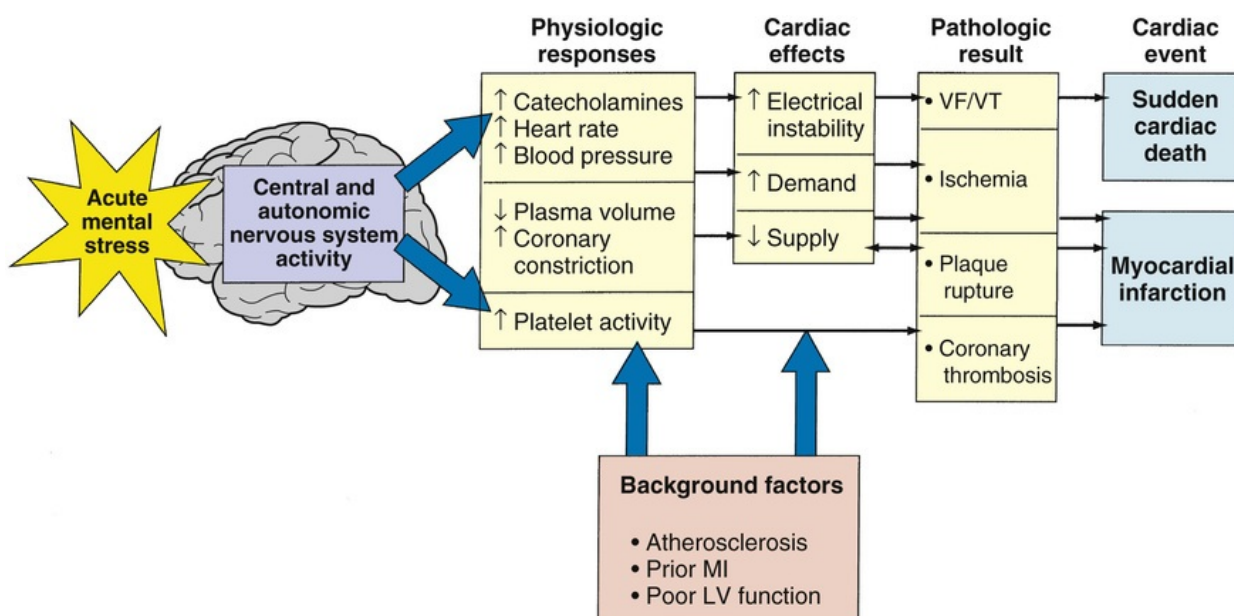 Physiologic
responses
Cardiac
effects
Pathologic
result
Cardiac
event
Acute
mental
stress
Central and
autonomic
nervous system
activity
↑ Catecholamines
↑ Heart rate
↑ Blood pressure
↓ Plasma volume
↑ Coronary
constriction
↑ Platelet activity
↑ Electrical
instability
↑ Demand
↓ Supply
• VF/VT
• Ischemia
• Plaque
rupture
• Coronary
thrombosis
Sudden
cardiac
death
Myocardial
infarction
Background factors
• Atherosclerosis
• Prior MI
• Poor LV function